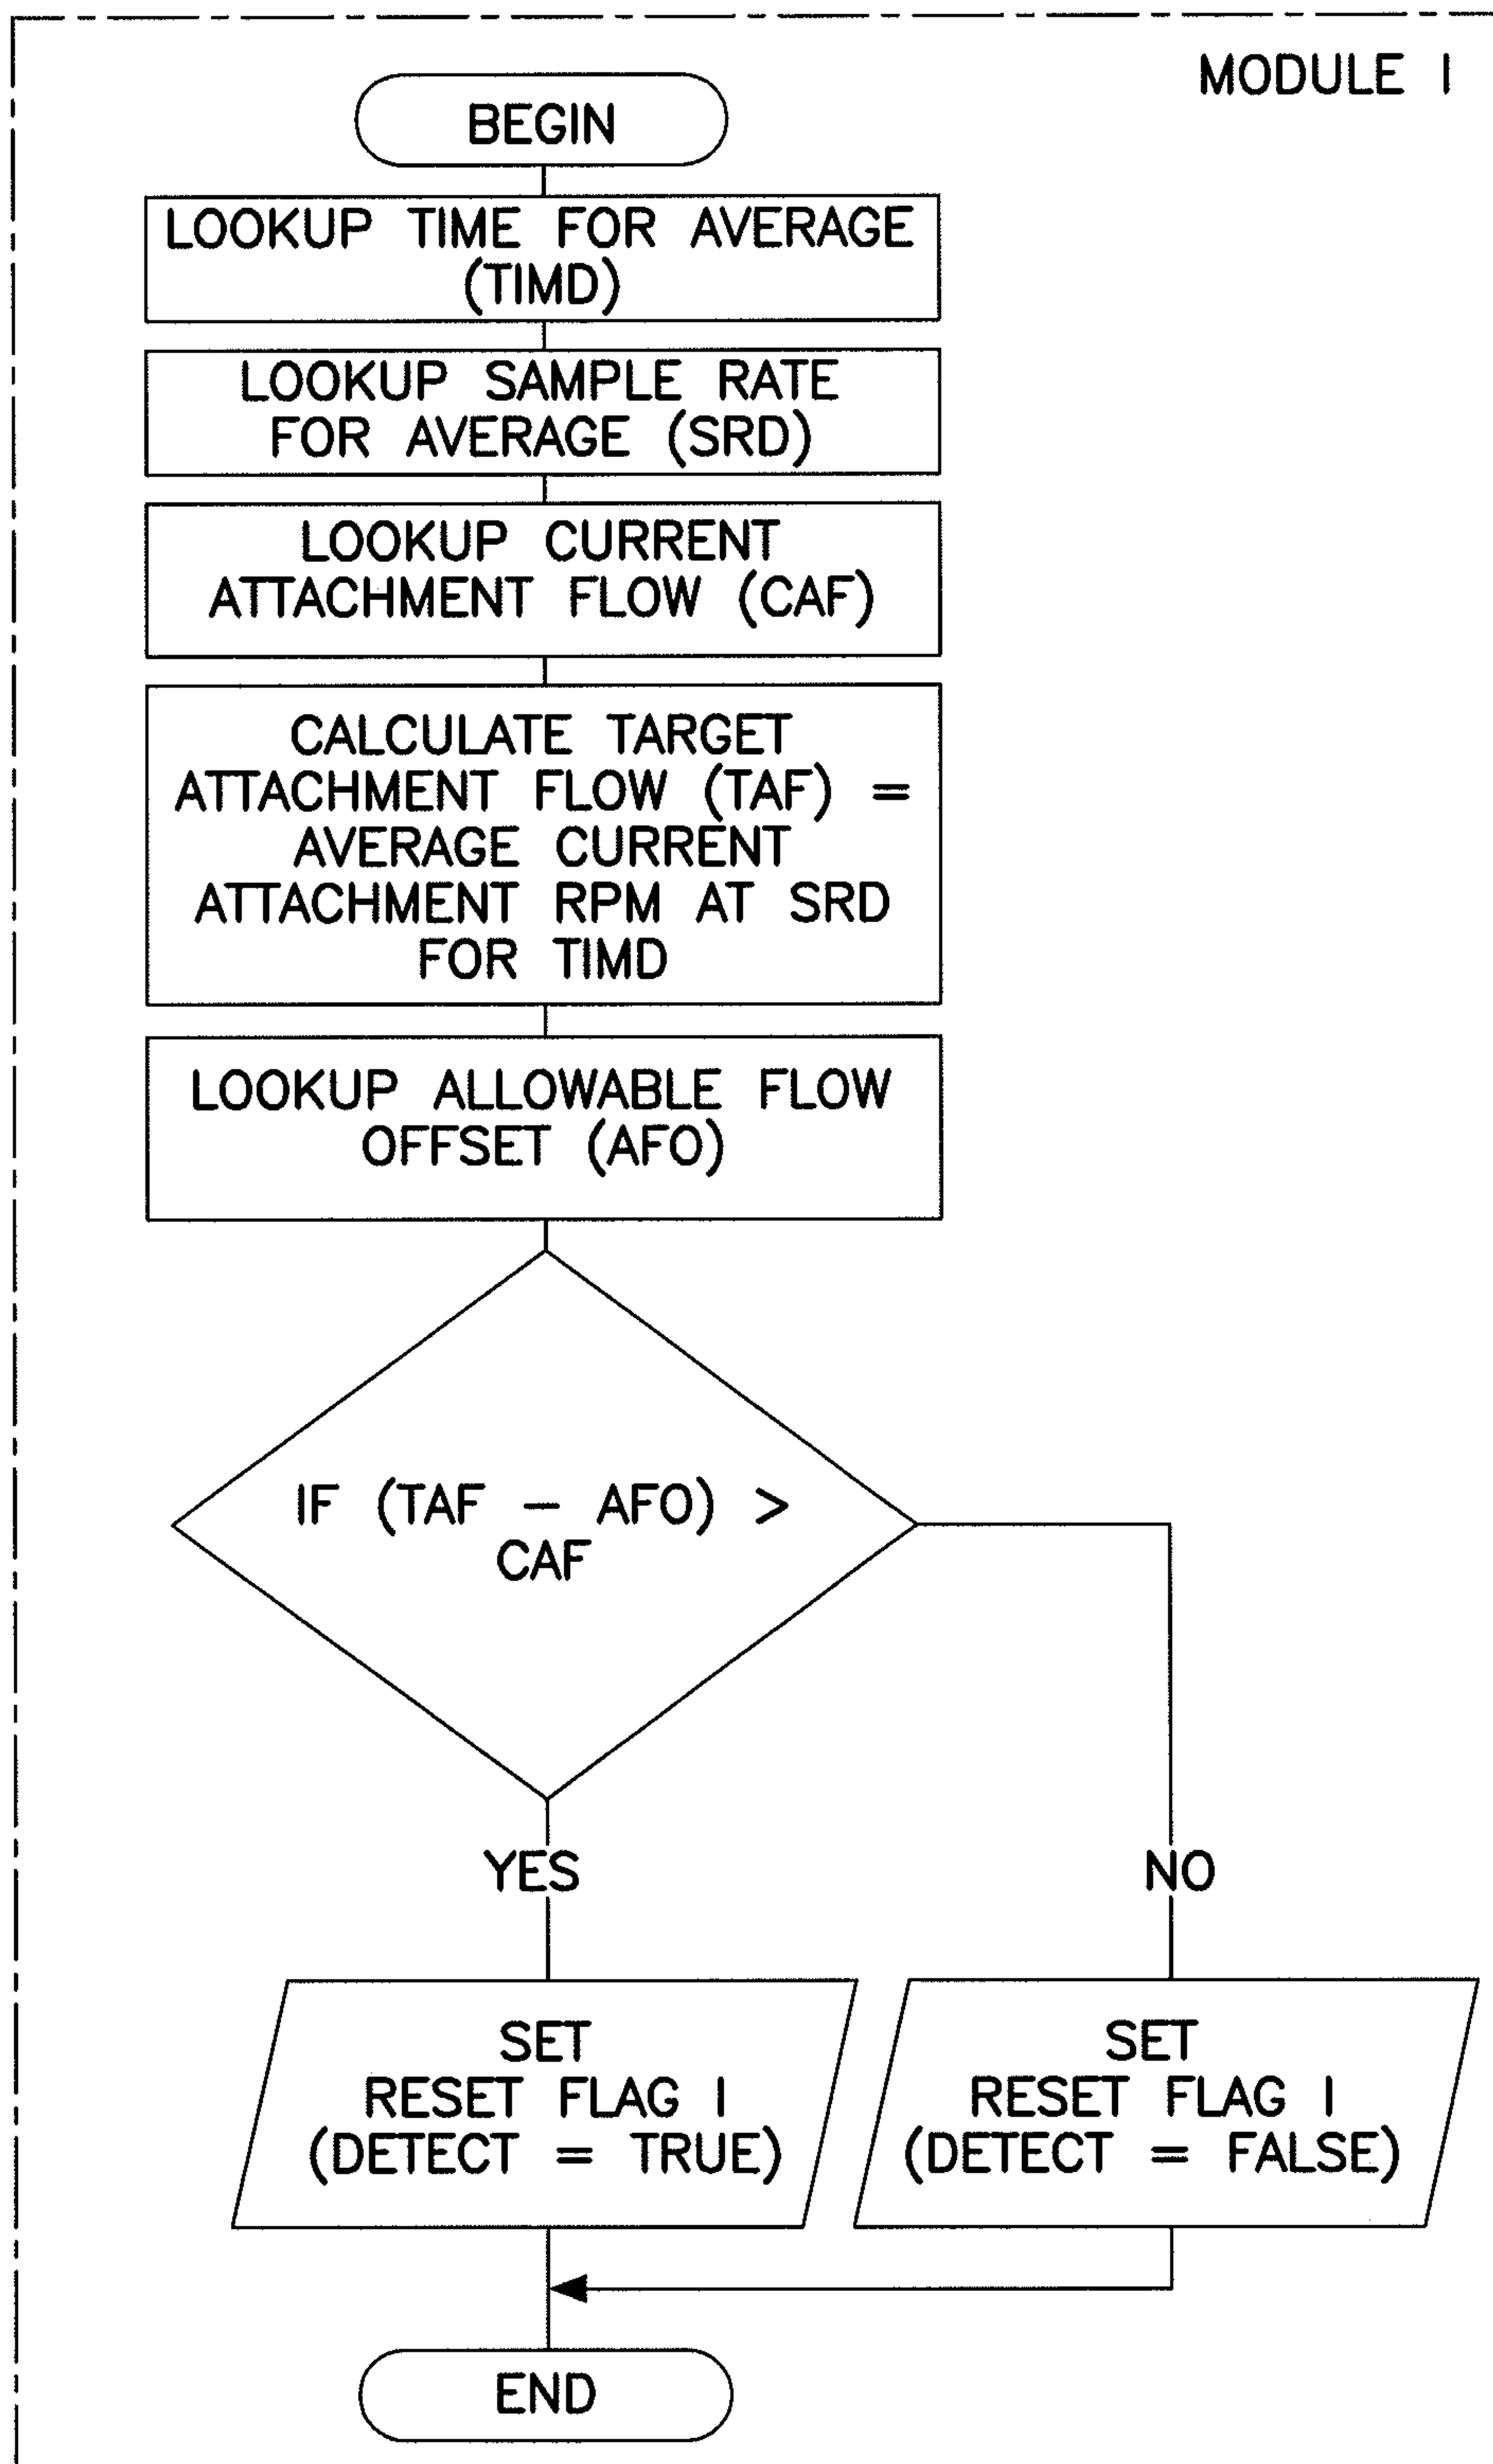 MODULE I
BEGIN
LOOKUP TIME FOR AVERAGE
(TIMD)
LOOKUP SAMPLE RATE
FOR AVERAGE (SRD)
LOOKUP CURRENT
ATTACHMENT FLOW (CAF)
CALCULATE TARGET
ATTACHMENT FLOW (TAF) =
AVERAGE CURRENT
ATTACHMENT RPM AT SRD
FOR TIMD
LOOKUP ALLOWABLE FLOW
OFFSET (AFO)
IF (TAF – AFO) >
CAF
YES
NO
SET
RESET FLAG I
(DETECT = TRUE)
SET
RESET FLAG I
(DETECT = FALSE)
END